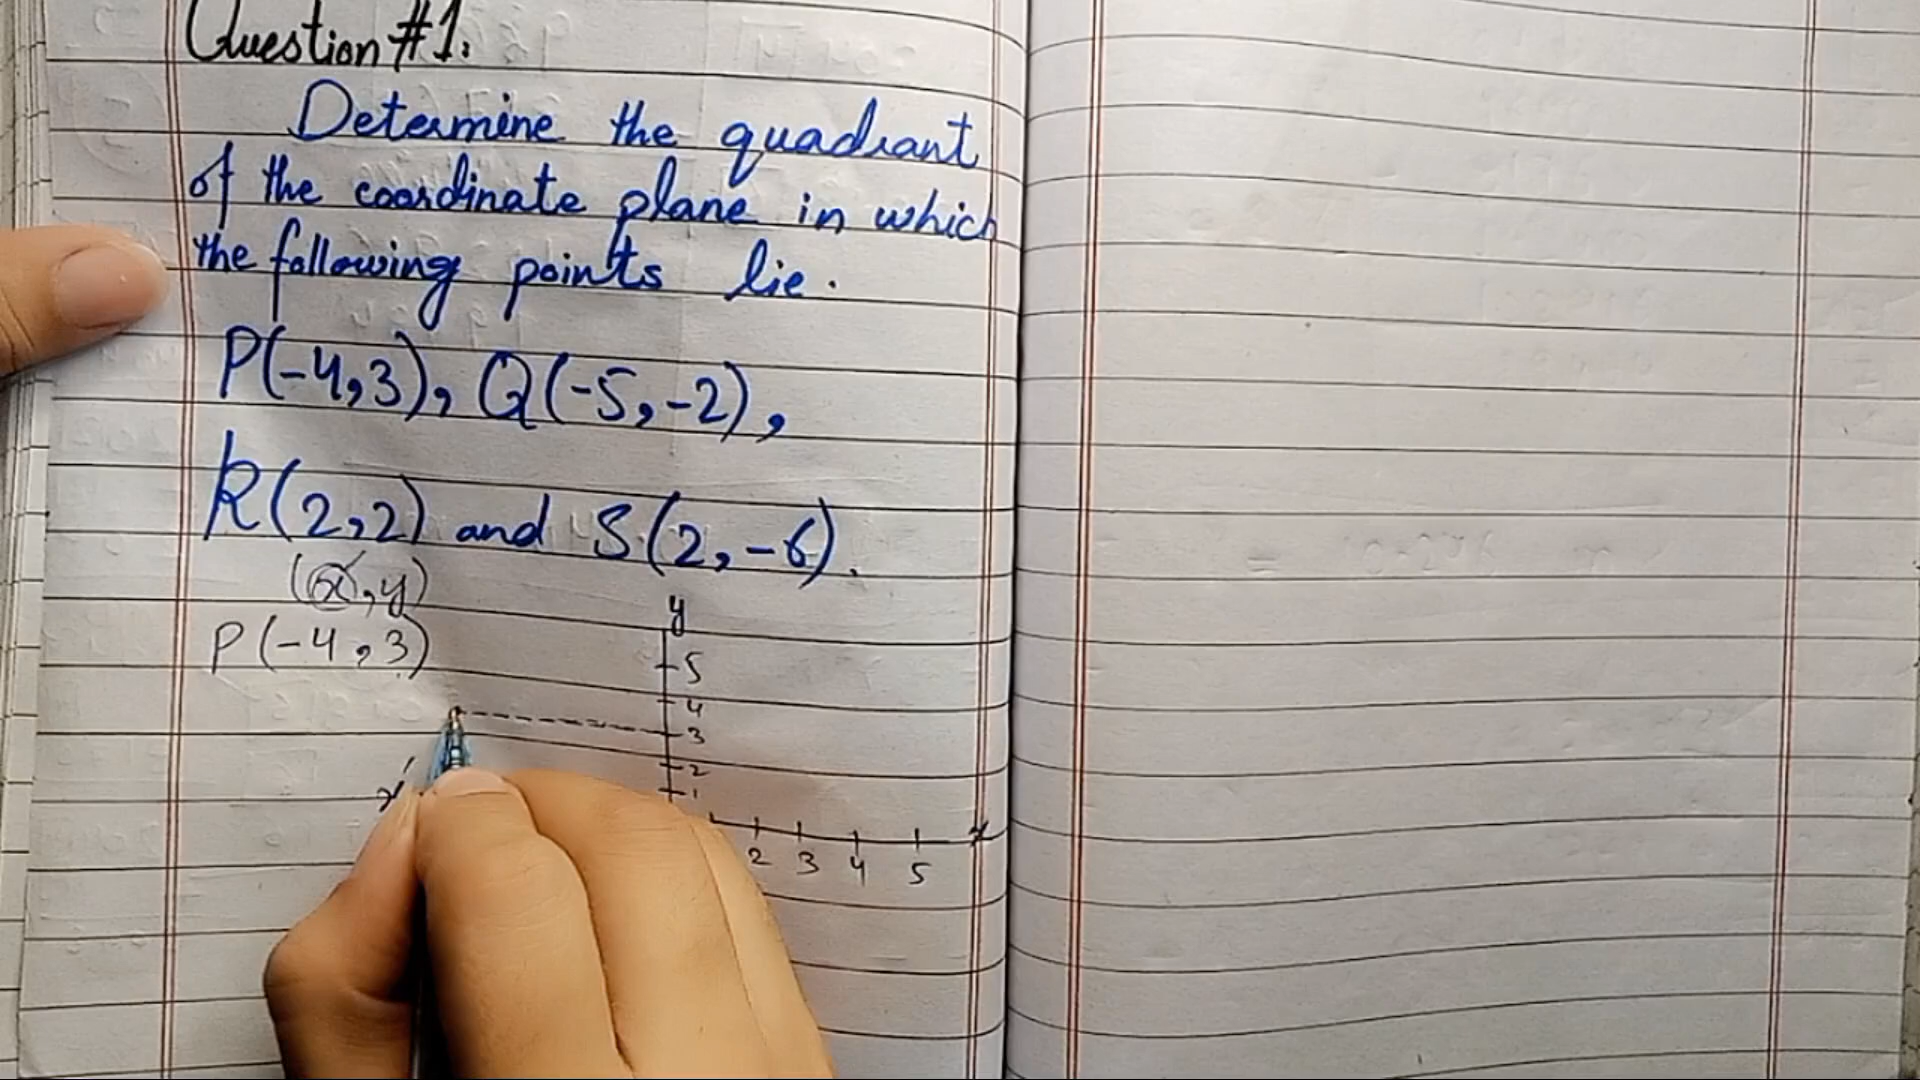 Question #1:
Determine the quadrant
of the coordinate plane in which
the following points lie.
P(-4,3), Q(-5,-2),
R(2,2) and S(2,-6).
(x,y)
P(-4,3)
y
5
4
3
2
1
x'
x
2 3 4 5